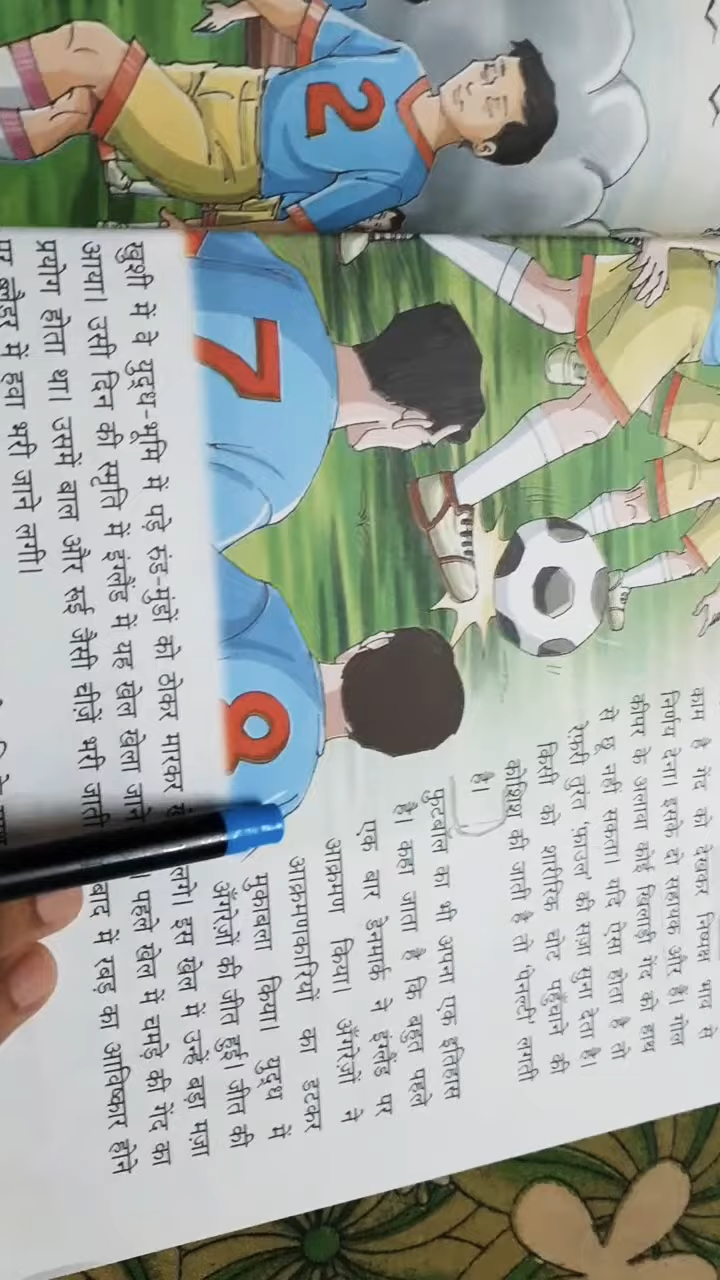 2
7
8
काम है गेंद को देखकर निष्पक्ष भाव से
निर्णय देना। इसके दो सहायक और हैं। गोल
कीपर के अलावा कोई खिलाड़ी गेंद को हाथ
से छू नहीं सकता। यदि ऐसा होता है तो
रेफ़री तुरंत 'फ़ाउल' की सज़ा सुना देता है।
किसी को शारीरिक चोट पहुँचाने की
कोशिश की जाती है तो 'पेनल्टी' लगती
है।
फुटबॉल का भी अपना एक इतिहास
है। कहा जाता है कि बहुत पहले
एक बार डेनमार्क ने इंग्लैंड पर
आक्रमण किया। अँगरेज़ों ने
आक्रमणकारियों का डटकर
मुकाबला किया। युद्ध में
अँगरेज़ों की जीत हुई। जीत की
खुशी में वे युद्ध-भूमि में पड़े रुंड-मुंडों को ठोकर मारकर लगे। इस खेल में उन्हें बड़ा मज़ा
आया। उसी दिन की स्मृति में इंग्लैंड में यह खेल खेला जाने । पहले खेल में चमड़े की गेंद का
प्रयोग होता था। उसमें बाल और रूई जैसी चीज़ें भरी जाती बाद में रबड़ का आविष्कार होने
पर ब्लैडर में हवा भरी जाने लगी।